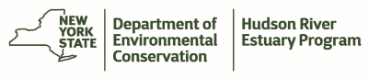 NEW
YORK
STATE
Department of
Environmental
Conservation
Hudson River
Estuary Program